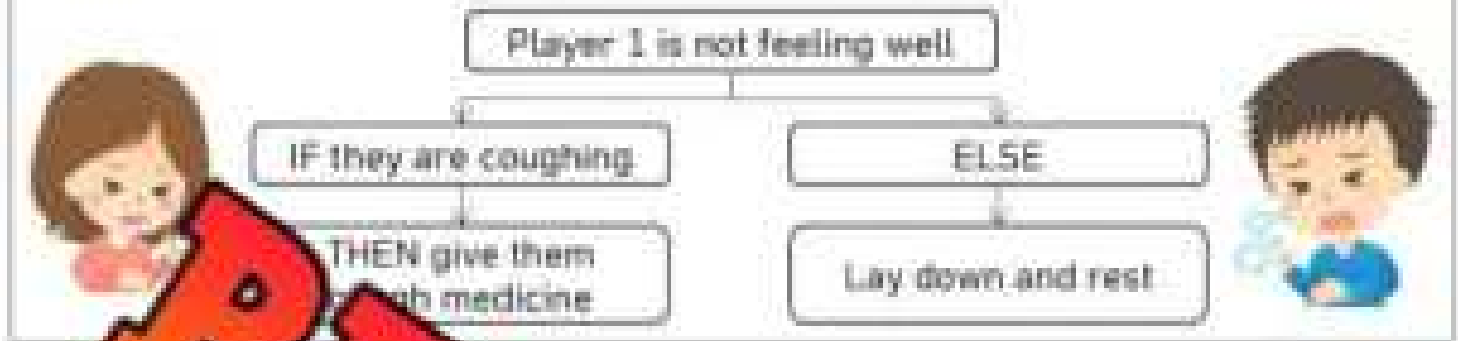 Player 1 is not feeling well
IF they are coughing
ELSE
THEN give them
medicine
Lay down and rest